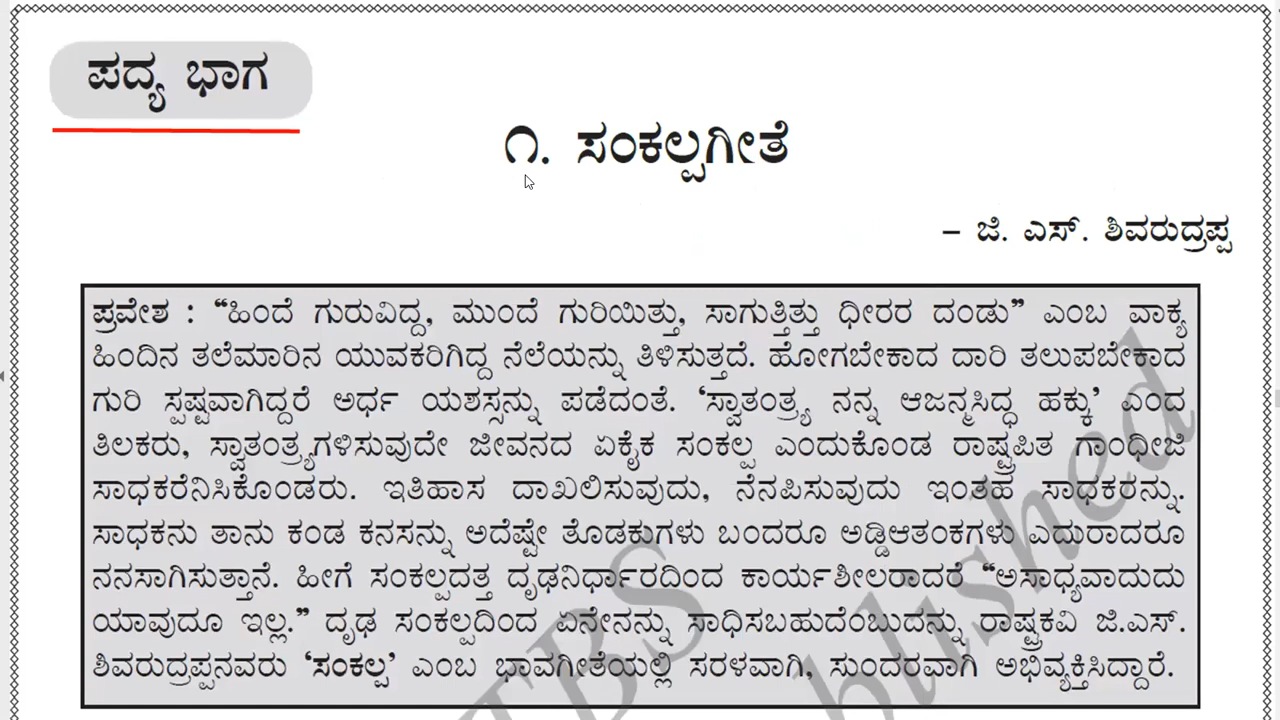 ಪದ್ಯ ಭಾಗ
೧. ಸಂಕಲ್ಪಗೀತೆ
– ಜಿ. ಎಸ್. ಶಿವರುದ್ರಪ್ಪ
ಪ್ರವೇಶ : “ಹಿಂದೆ ಗುರುವಿದ್ದ, ಮುಂದೆ ಗುರಿಯಿತ್ತು, ಸಾಗುತ್ತಿತ್ತು ಧೀರರ ದಂಡು” ಎಂಬ ವಾಕ್ಯ
ಹಿಂದಿನ ತಲೆಮಾರಿನ ಯುವಕರಿಗಿದ್ದ ನೆಲೆಯನ್ನು ತಿಳಿಸುತ್ತದೆ. ಹೋಗಬೇಕಾದ ದಾರಿ ತಲುಪಬೇಕಾದ
ಗುರಿ ಸ್ಪಷ್ಟವಾಗಿದ್ದರೆ ಅರ್ಧ ಯಶಸ್ಸನ್ನು ಪಡೆದಂತೆ. ‘ಸ್ವಾತಂತ್ರ್ಯ ನನ್ನ ಆಜನ್ಮಸಿದ್ಧ ಹಕ್ಕು’ ಎಂದ
ತಿಲಕರು, ಸ್ವಾತಂತ್ರ್ಯಗಳಿಸುವುದೇ ಜೀವನದ ಏಕೈಕ ಸಂಕಲ್ಪ ಎಂದುಕೊಂಡ ರಾಷ್ಟ್ರಪಿತ ಗಾಂಧೀಜಿ
ಸಾಧಕರೆನಿಸಿಕೊಂಡರು. ಇತಿಹಾಸ ದಾಖಲಿಸುವುದು, ನೆನಪಿಸುವುದು ಇಂತಹ ಸಾಧಕರನ್ನು.
ಸಾಧಕನು ತಾನು ಕಂಡ ಕನಸನ್ನು ಅದೆಷ್ಟೇ ತೊಡಕುಗಳು ಬಂದರೂ ಅಡ್ಡಿಆತಂಕಗಳು ಎದುರಾದರೂ
ನನಸಾಗಿಸುತ್ತಾನೆ. ಹೀಗೆ ಸಂಕಲ್ಪದತ್ತ ದೃಢನಿರ್ಧಾರದಿಂದ ಕಾರ್ಯಶೀಲರಾದರೆ “ಅಸಾಧ್ಯವಾದುದು
ಯಾವುದೂ ಇಲ್ಲ.” ದೃಢ ಸಂಕಲ್ಪದಿಂದ ಏನೇನನ್ನು ಸಾಧಿಸಬಹುದೆಂಬುದನ್ನು ರಾಷ್ಟ್ರಕವಿ ಜಿ.ಎಸ್.
ಶಿವರುದ್ರಪ್ಪನವರು ‘ಸಂಕಲ್ಪ’ ಎಂಬ ಭಾವಗೀತೆಯಲ್ಲಿ ಸರಳವಾಗಿ, ಸುಂದರವಾಗಿ ಅಭಿವ್ಯಕ್ತಿಸಿದ್ದಾರೆ.